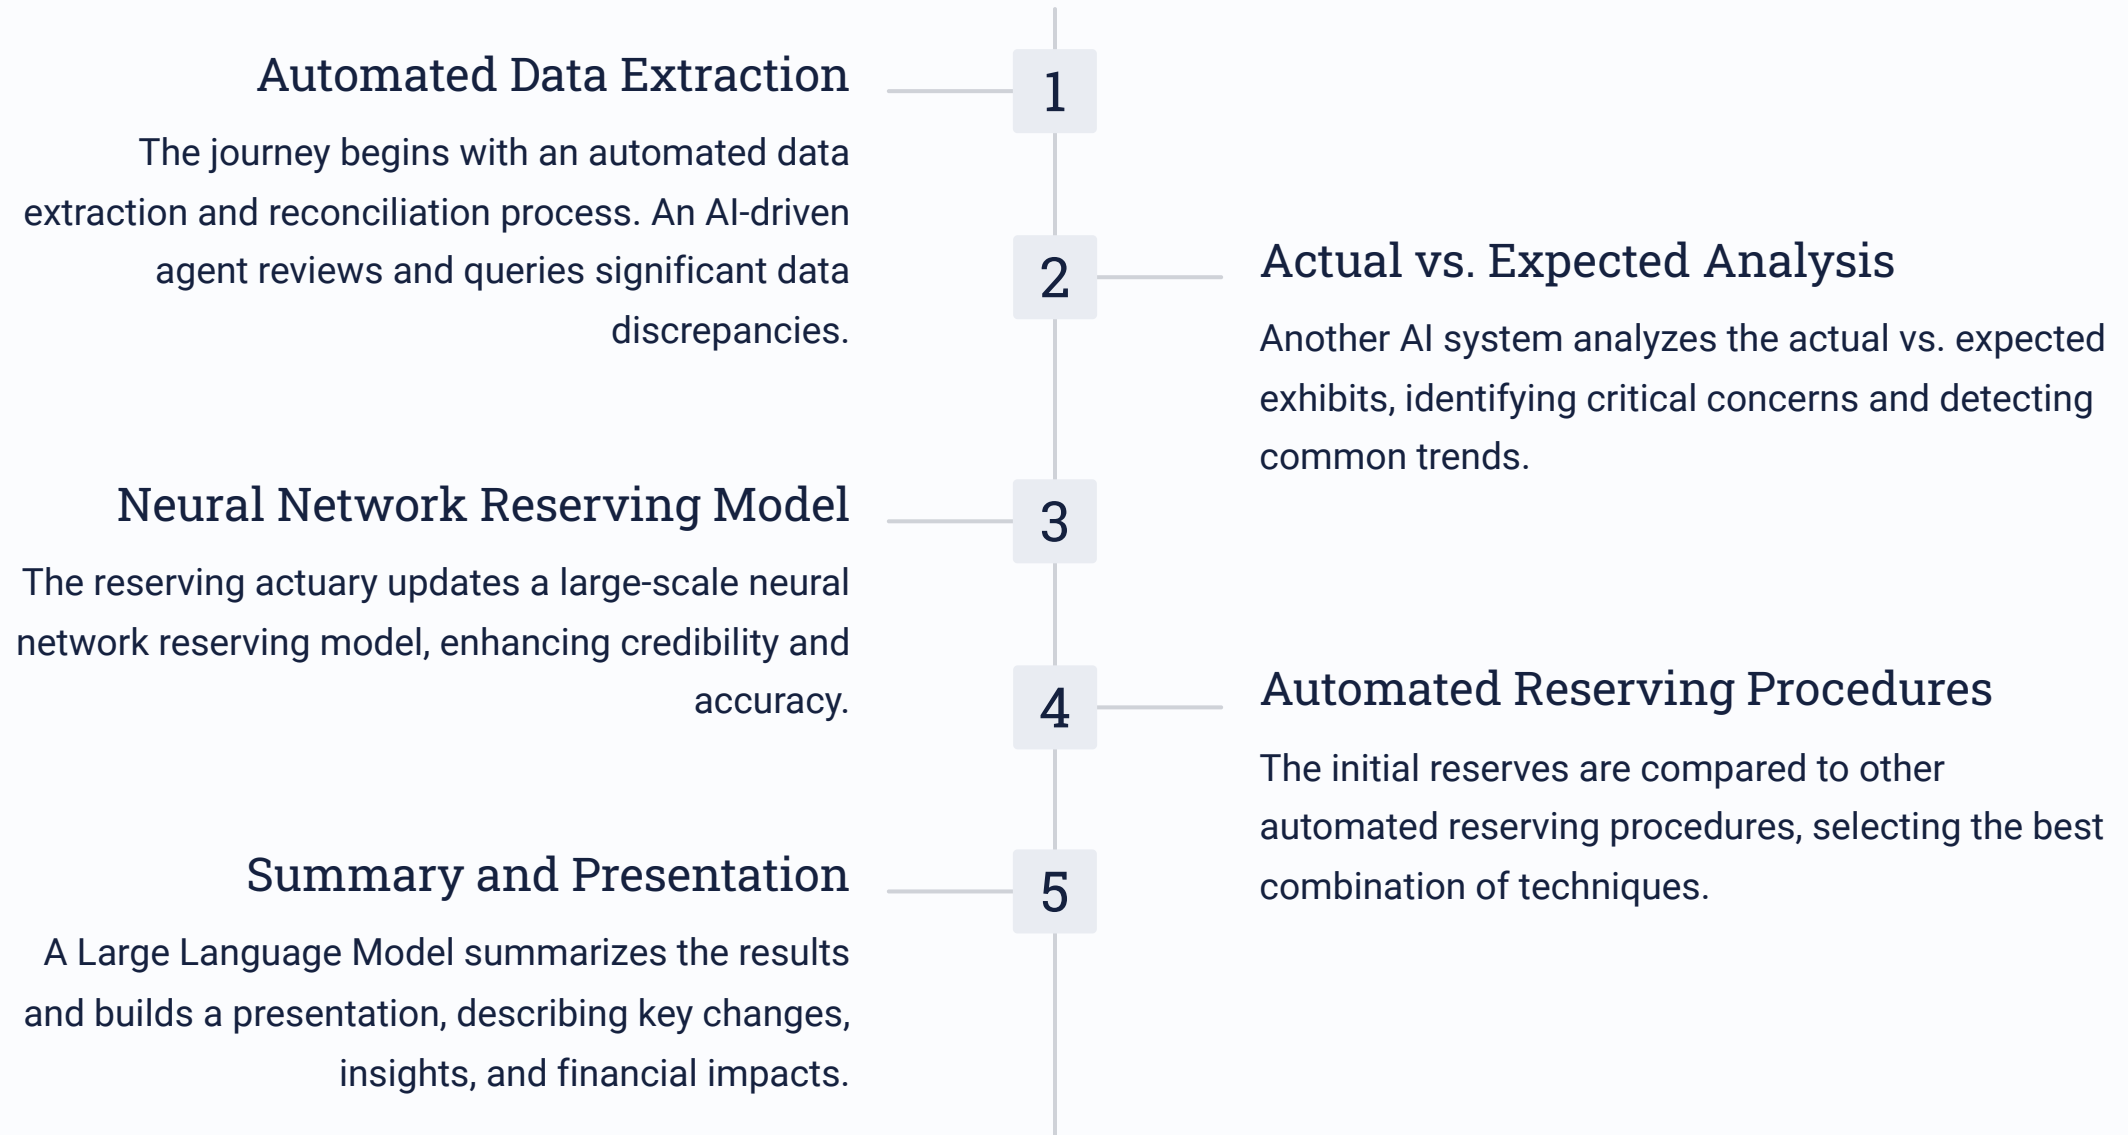 Automated Data Extraction
1
The journey begins with an automated data
extraction and reconciliation process. An AI-driven
agent reviews and queries significant data
discrepancies.
2
Actual vs. Expected Analysis
Another AI system analyzes the actual vs. expected
exhibits, identifying critical concerns and detecting
common trends.
Neural Network Reserving Model
3
The reserving actuary updates a large-scale neural
network reserving model, enhancing credibility and
accuracy.
4
Automated Reserving Procedures
The initial reserves are compared to other
automated reserving procedures, selecting the best
combination of techniques.
Summary and Presentation
5
A Large Language Model summarizes the results
and builds a presentation, describing key changes,
insights, and financial impacts.